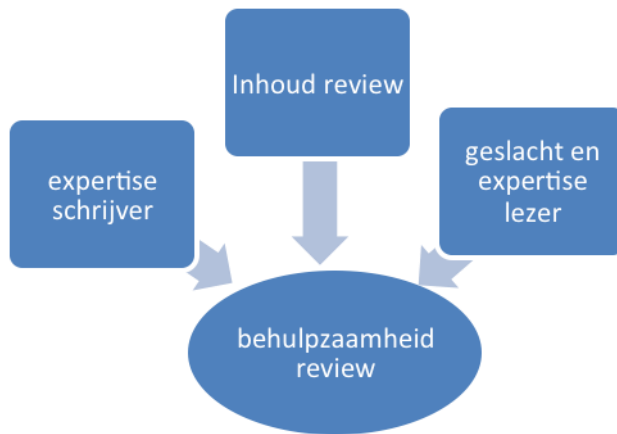 Inhoud review
expertise
schrijver
geslacht en
expertise
lezer
behulpzaamheid
review